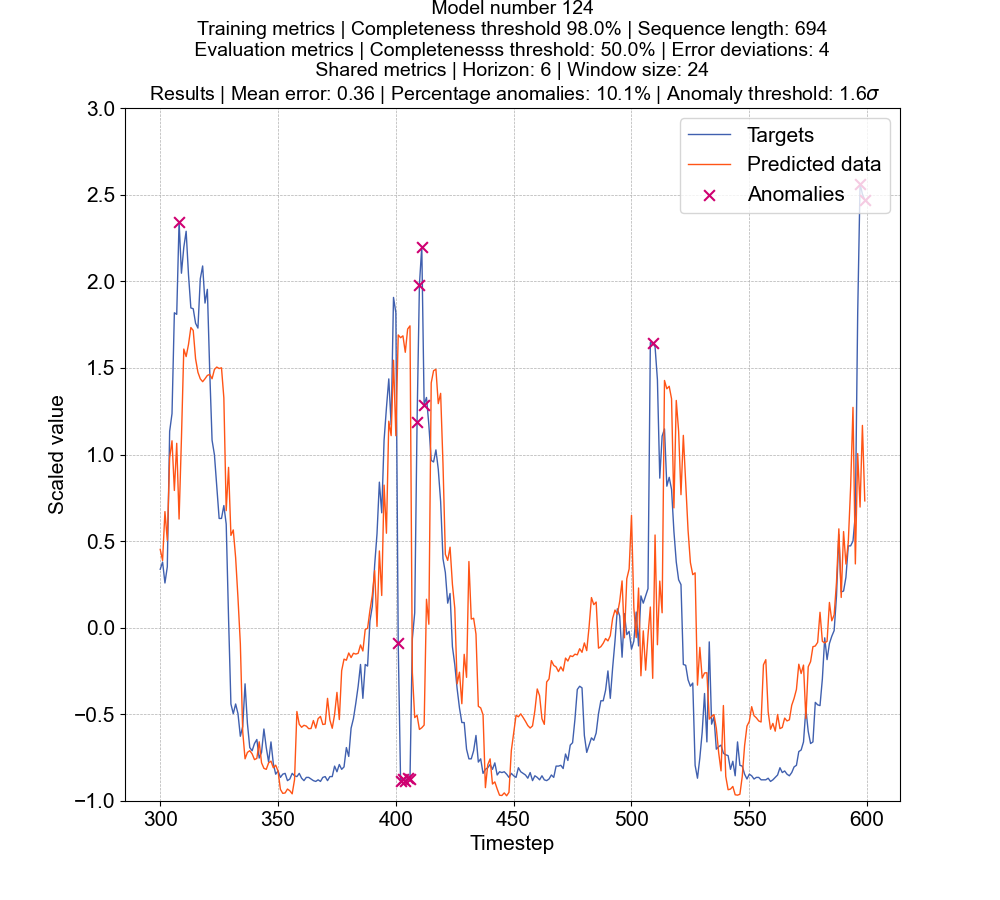 Model number 124
Training metrics | Completeness threshold 98.0% | Sequence length: 694
Evaluation metrics | Completenesss threshold: 50.0% | Error deviations: 4
Shared metrics | Horizon: 6 | Window size: 24
Results | Mean error: 0.36 | Percentage anomalies: 10.1% | Anomaly threshold: 1.6σ
3.0
2.5
2.0
1.5
1.0
0.5
0.0
−0.5
−1.0
Scaled value
Targets
Predicted data
Anomalies
300
350
400
450
500
550
600
Timestep